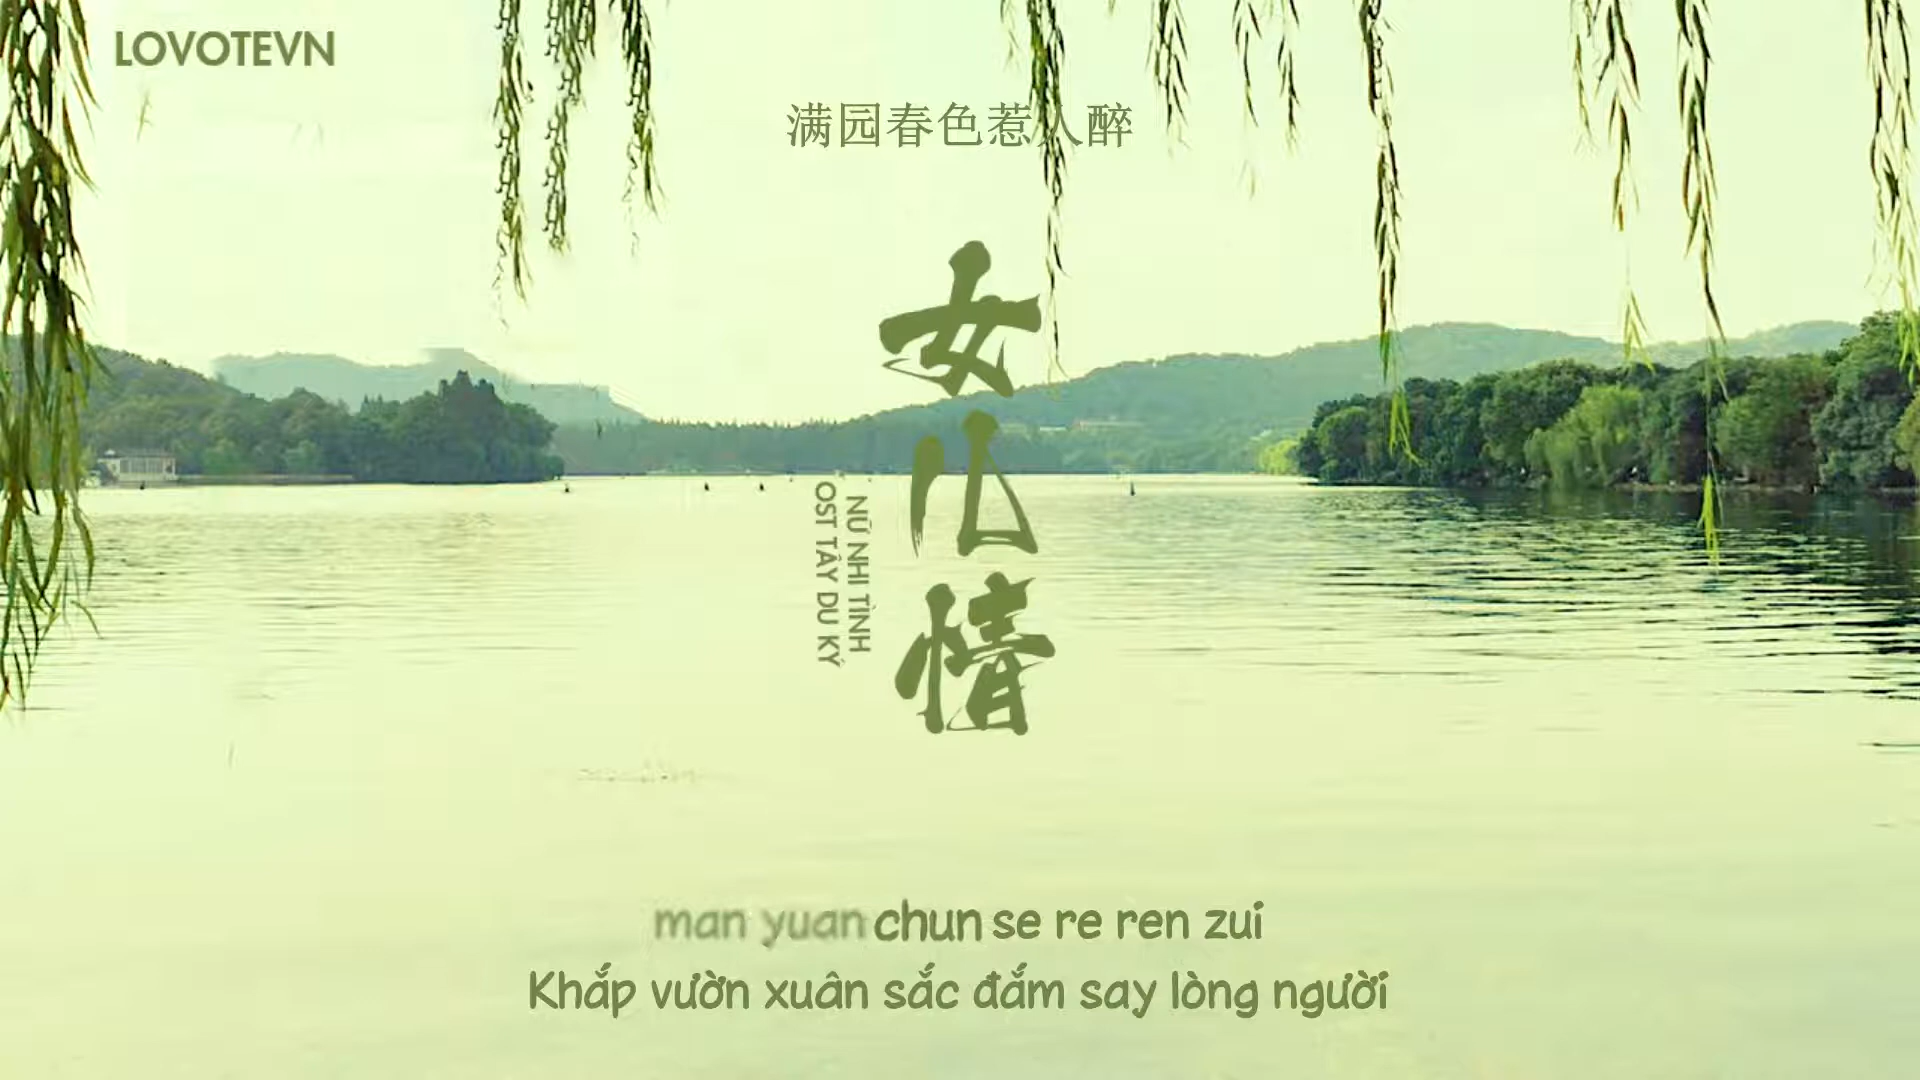 LOVOTEVN
满园春色惹人醉
女儿情
NỮ NHI TÌNH
OST TÂY DU KÝ
man yuan chun se re ren zui
Khắp vườn xuân sắc đắm say lòng người